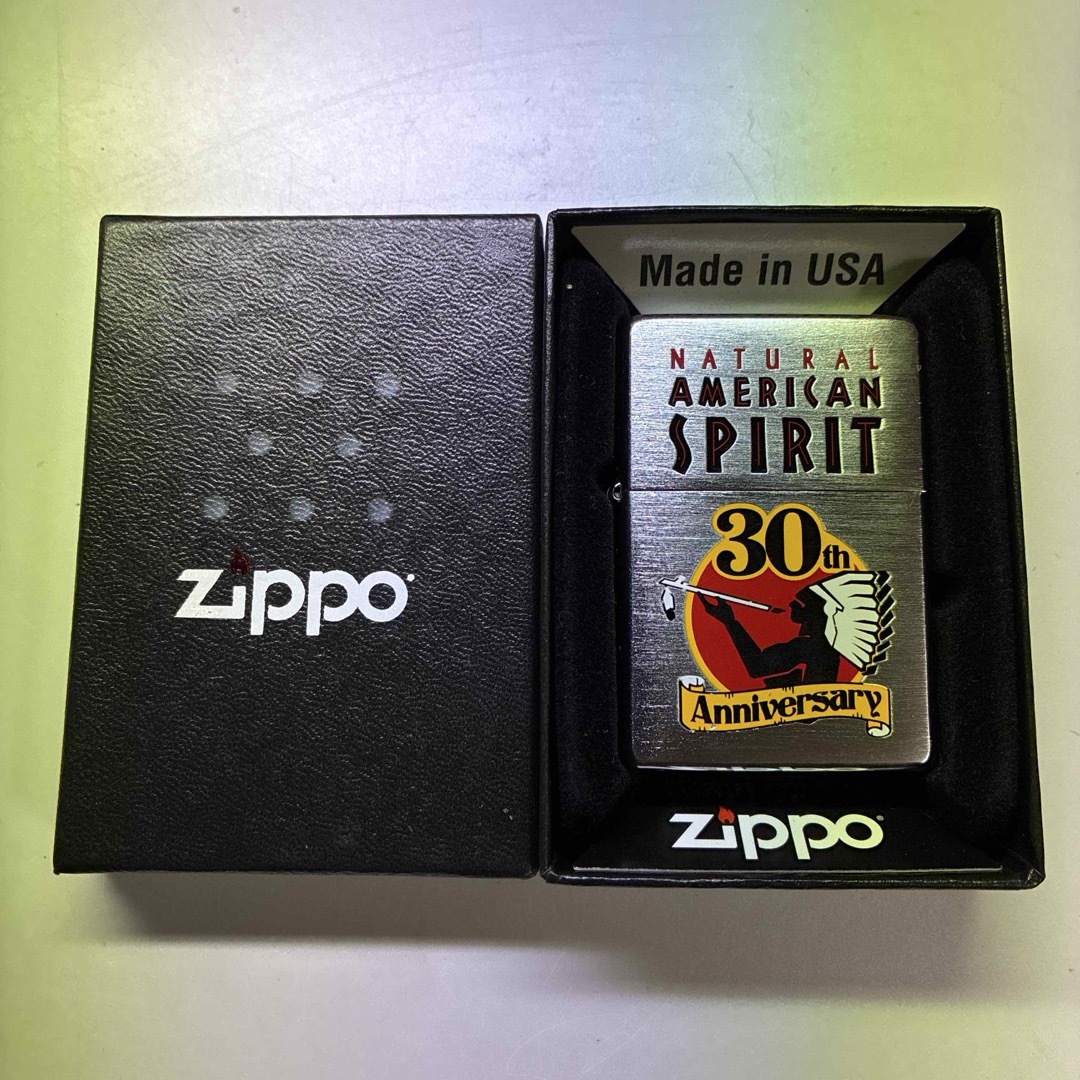 zippo
Made in USA
NATURAL
AMERICAN
SPIRIT
30th
Anniversary
zippo